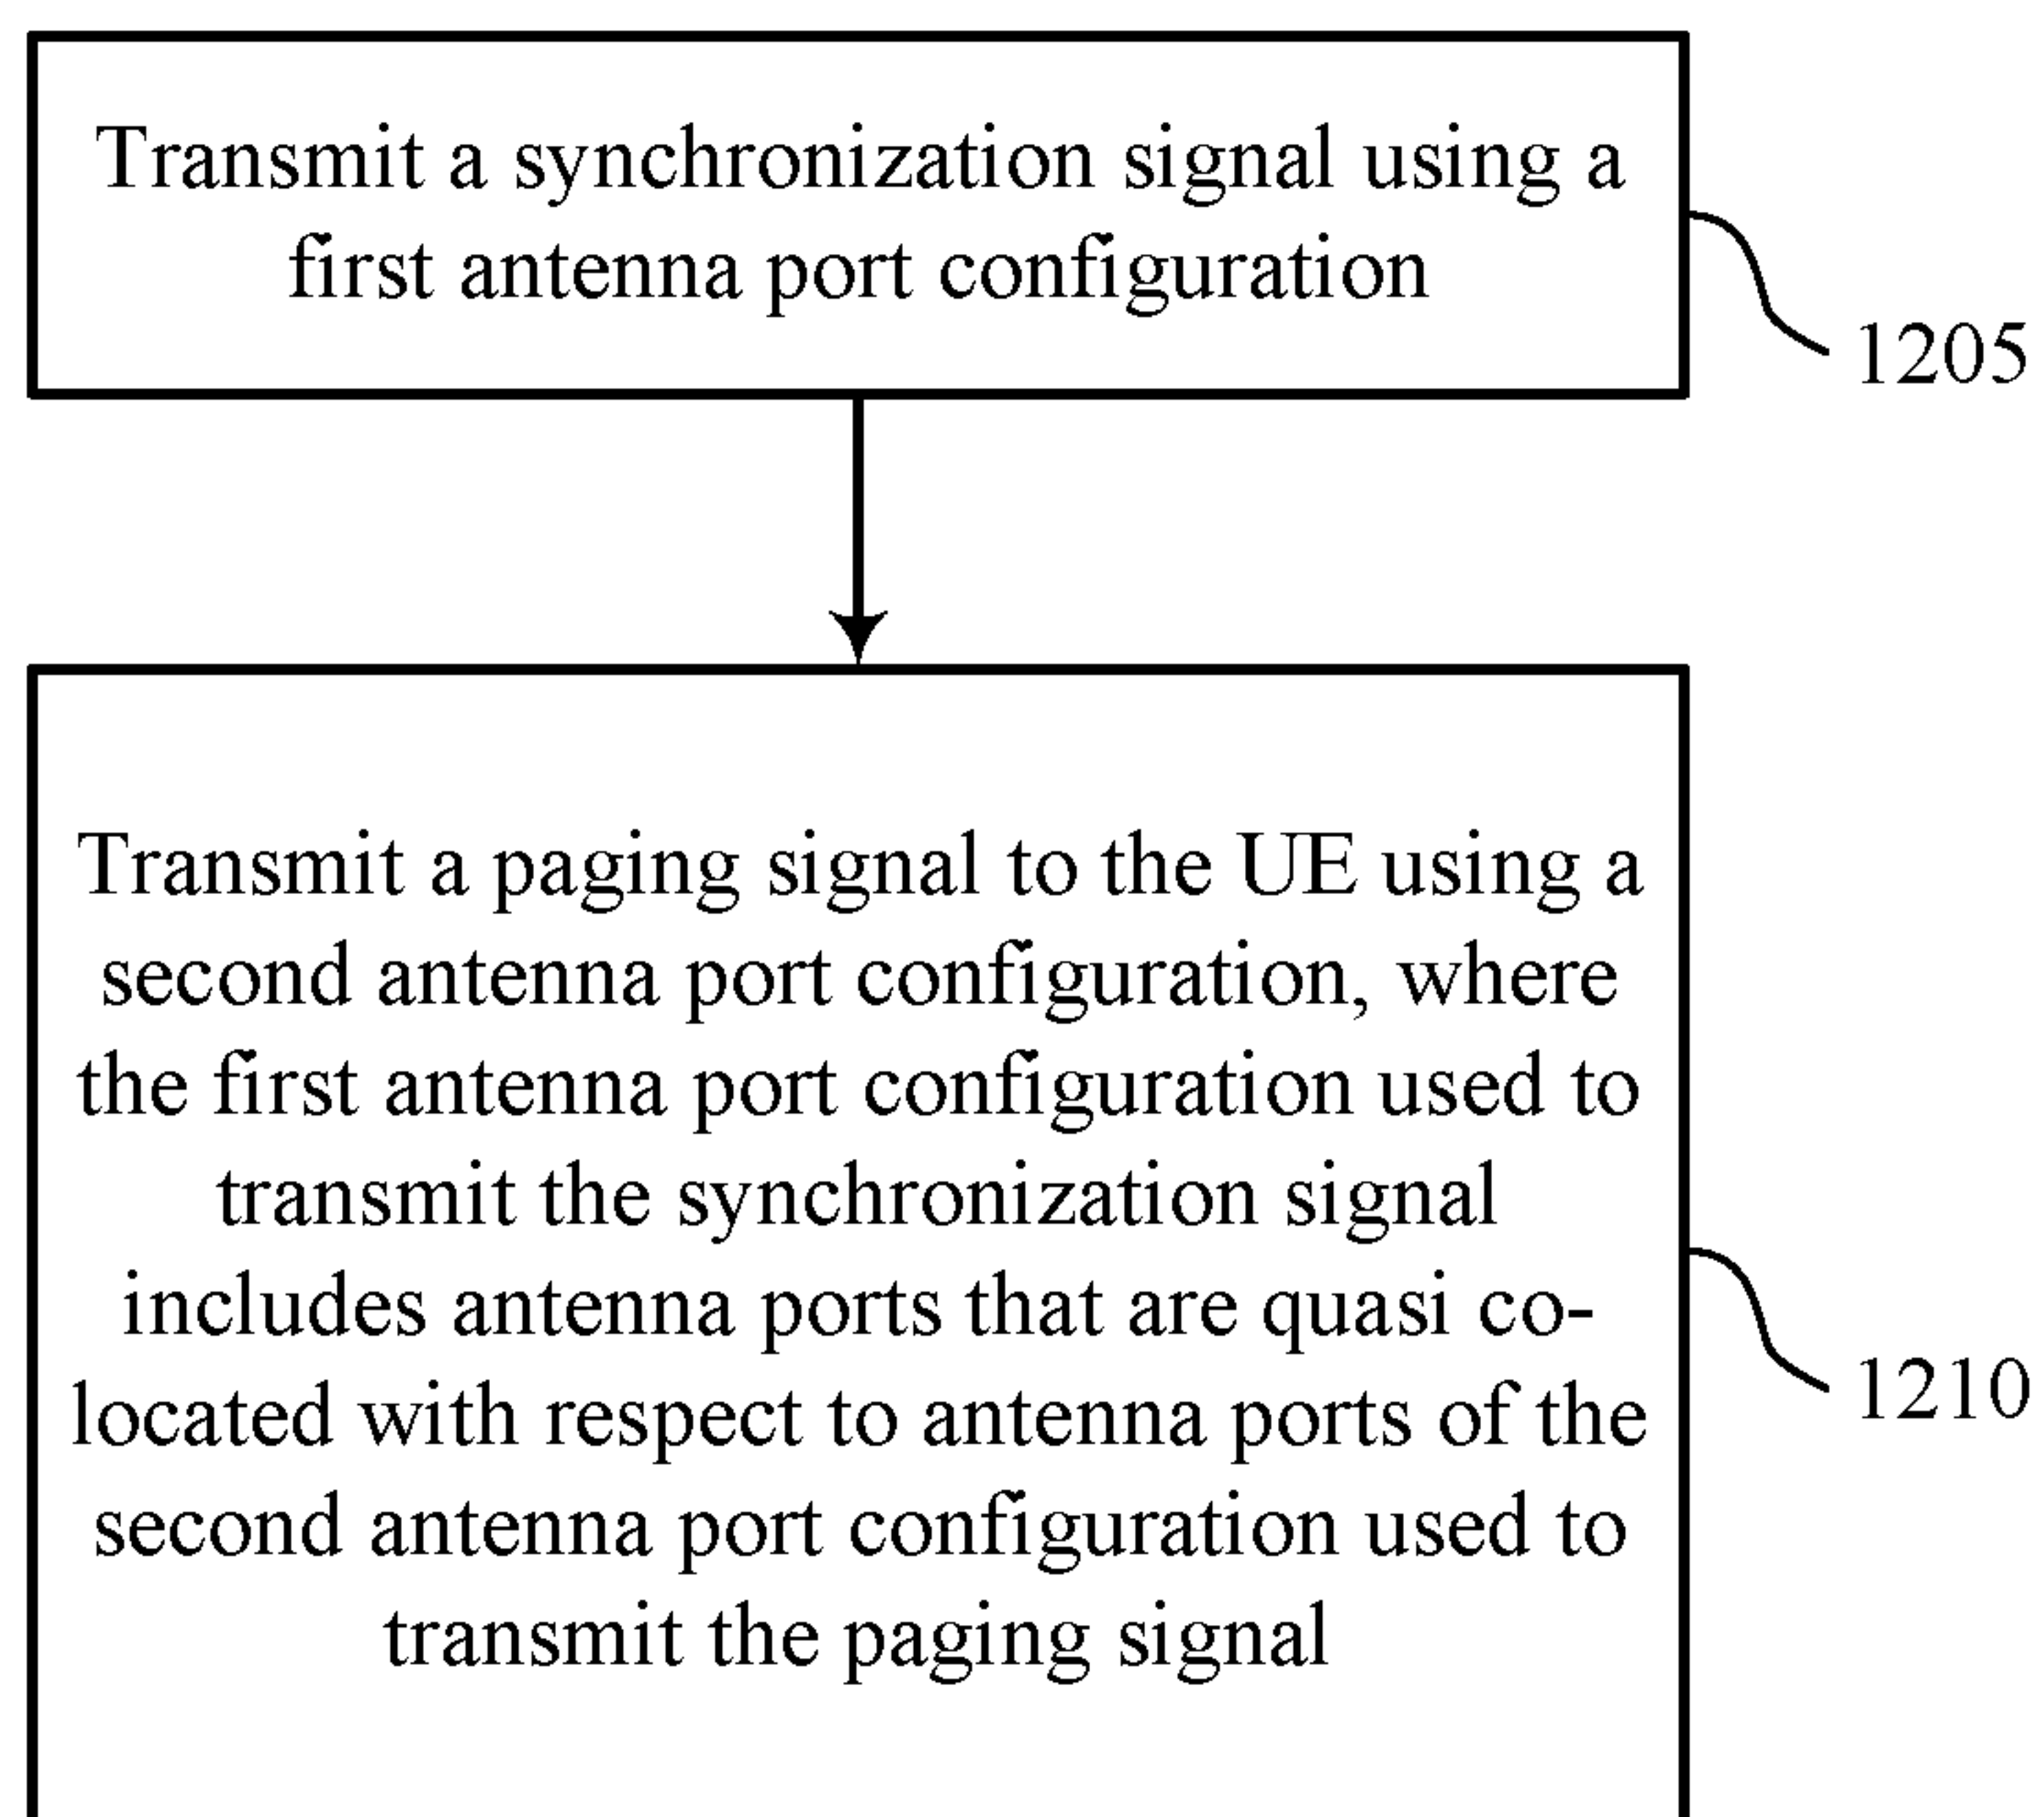 Transmit a synchronization signal using a
first antenna port configuration
1205
Transmit a paging signal to the UE using a
second antenna port configuration, where
the first antenna port configuration used to
transmit the synchronization signal
includes antenna ports that are quasi co-
located with respect to antenna ports of the
second antenna port configuration used to
transmit the paging signal
1210